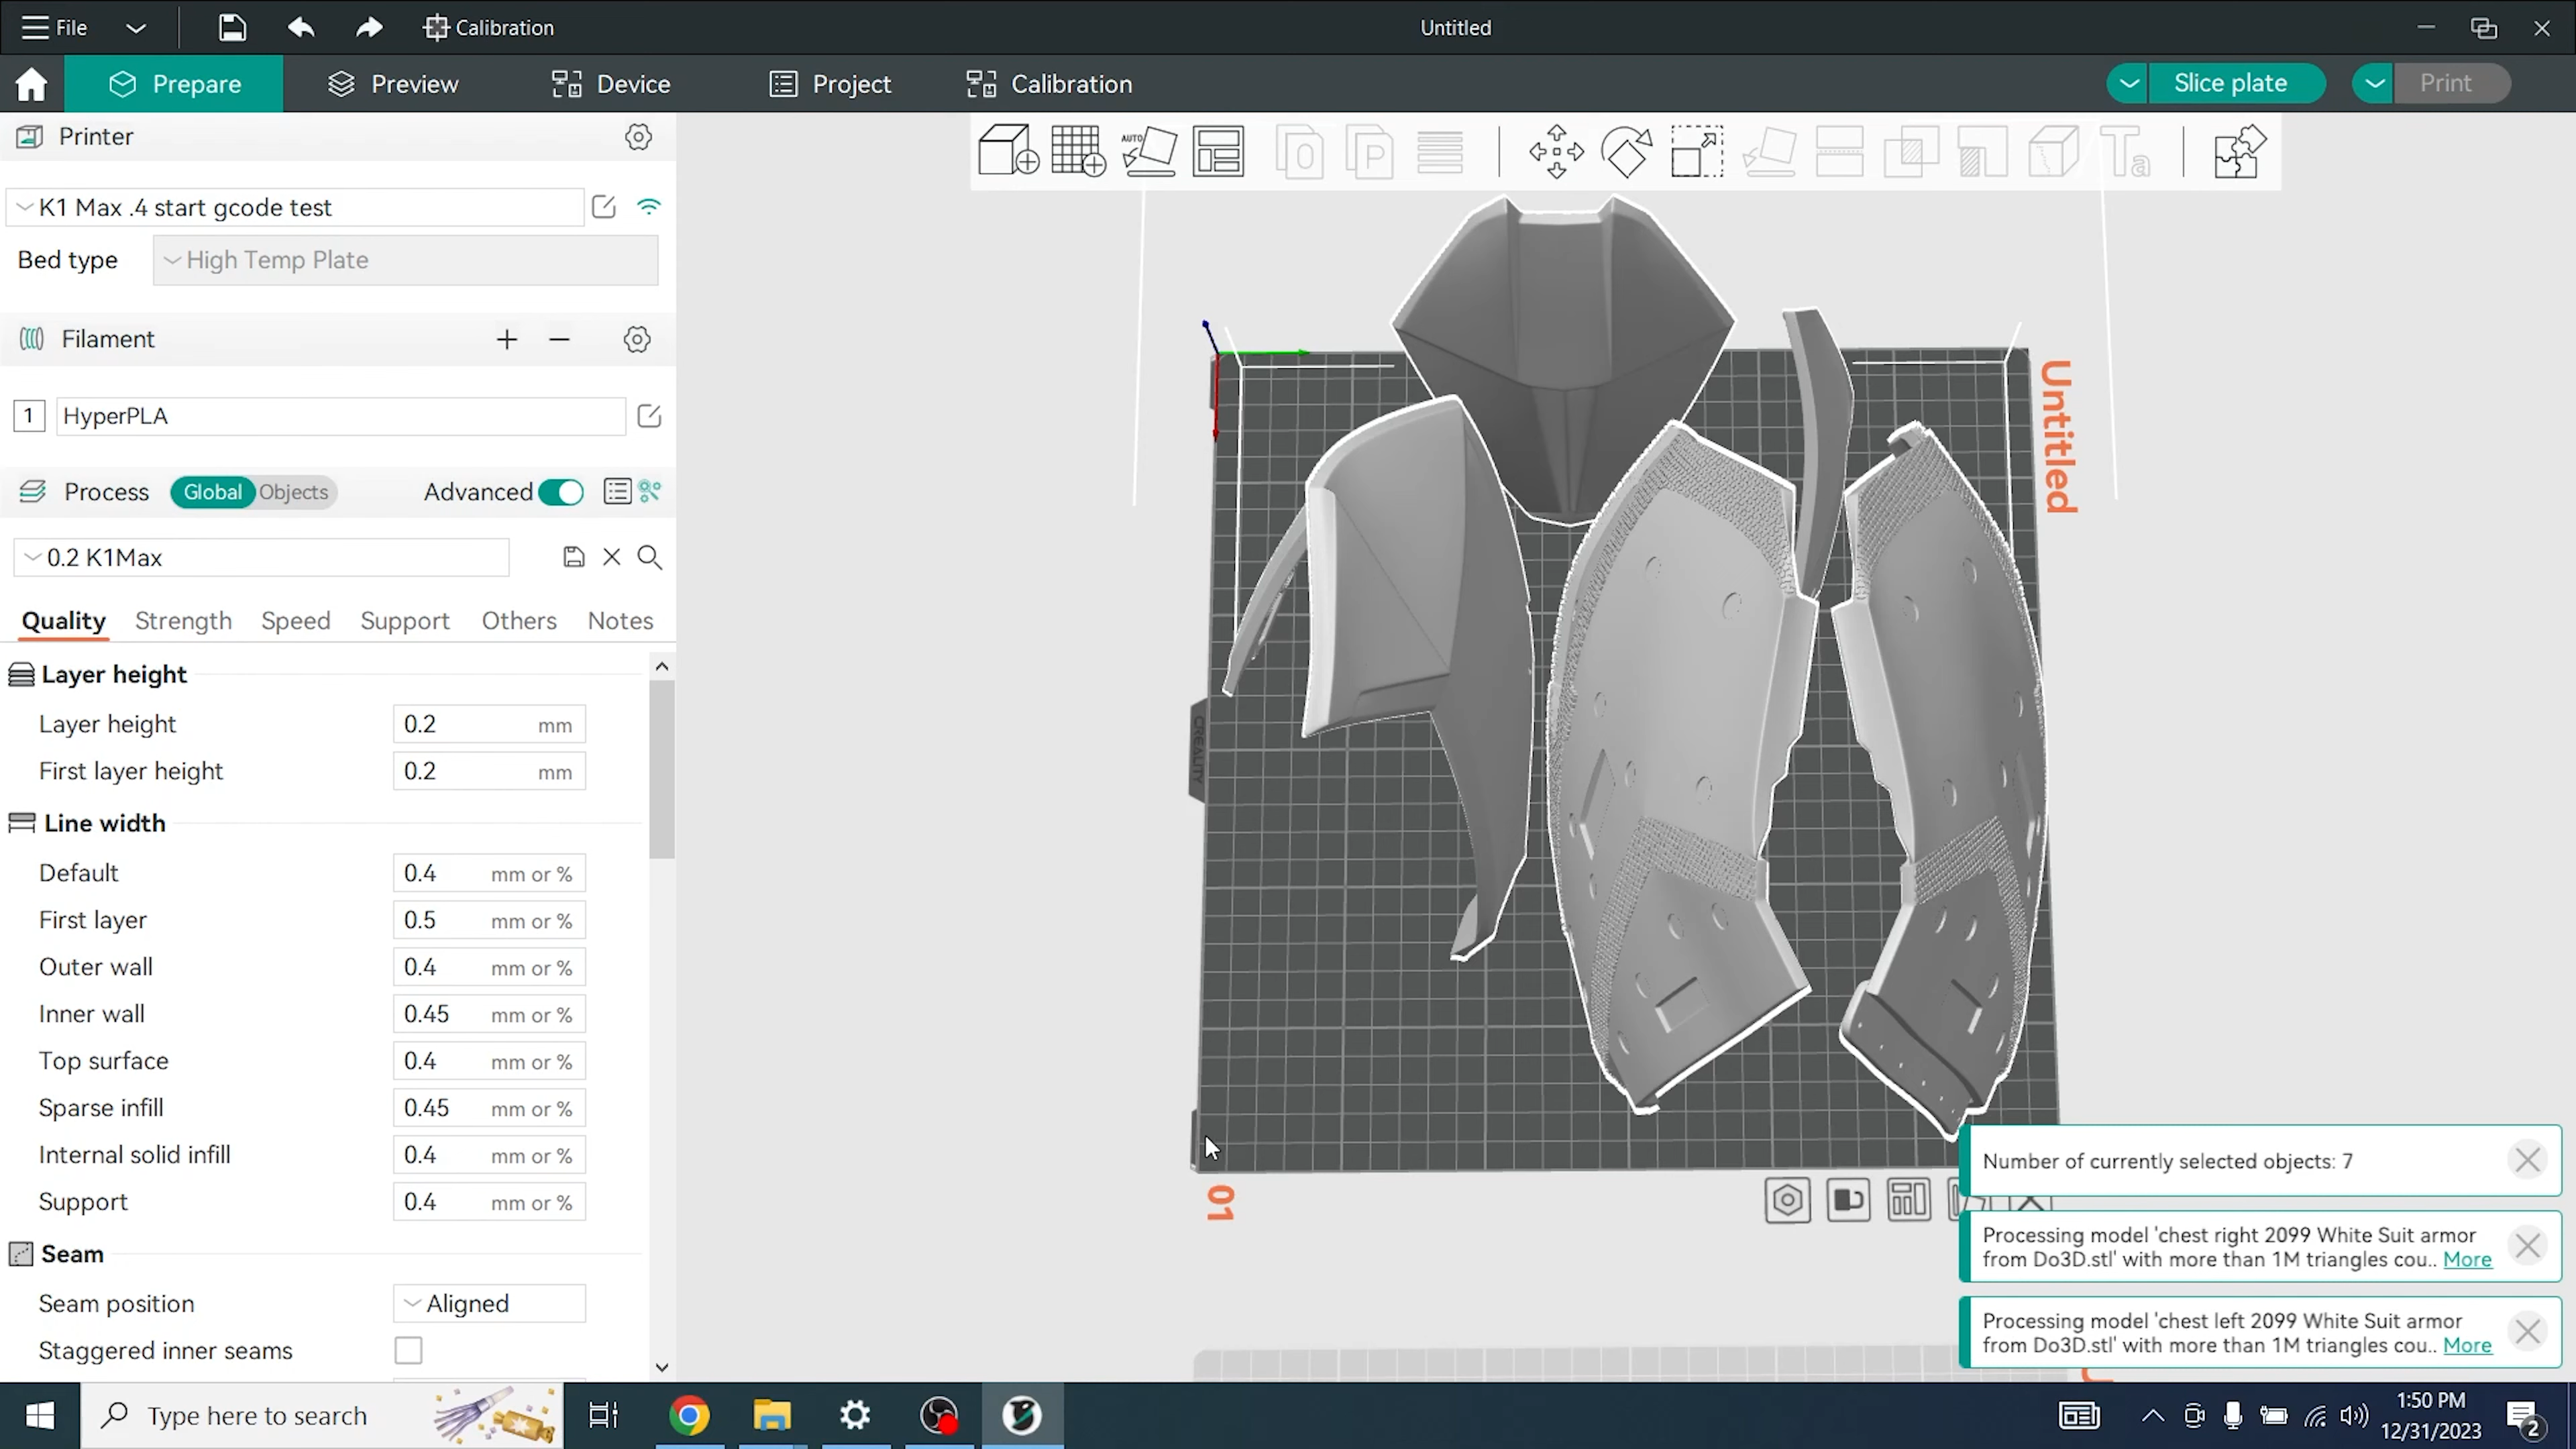 File
Calibration
Untitled
Prepare
Preview
Device
Project
Calibration
Slice plate
Print
Printer
K1 Max .4 start gcode test
Bed type
High Temp Plate
Filament
1
HyperPLA
Process
Global
Objects
Advanced
0.2 K1Max
Quality
Strength
Speed
Support
Others
Notes
Layer height
Layer height 0.2 mm
First layer height 0.2 mm
Line width
Default 0.4 mm or %
First layer 0.5 mm or %
Outer wall 0.4 mm or %
Inner wall 0.45 mm or %
Top surface 0.4 mm or %
Sparse infill 0.45 mm or %
Internal solid infill 0.4 mm or %
Support 0.4 mm or %
Seam
Seam position Aligned
Staggered inner seams
AUTO
O
P
Ta
Untitled
CREALITY
01
Number of currently selected objects: 7
Processing model 'chest right 2099 White Suit armor
from Do3D.stl' with more than 1M triangles cou.. More
Processing model 'chest left 2099 White Suit armor
from Do3D.stl' with more than 1M triangles cou.. More
Type here to search
1:50 PM
12/31/2023
2